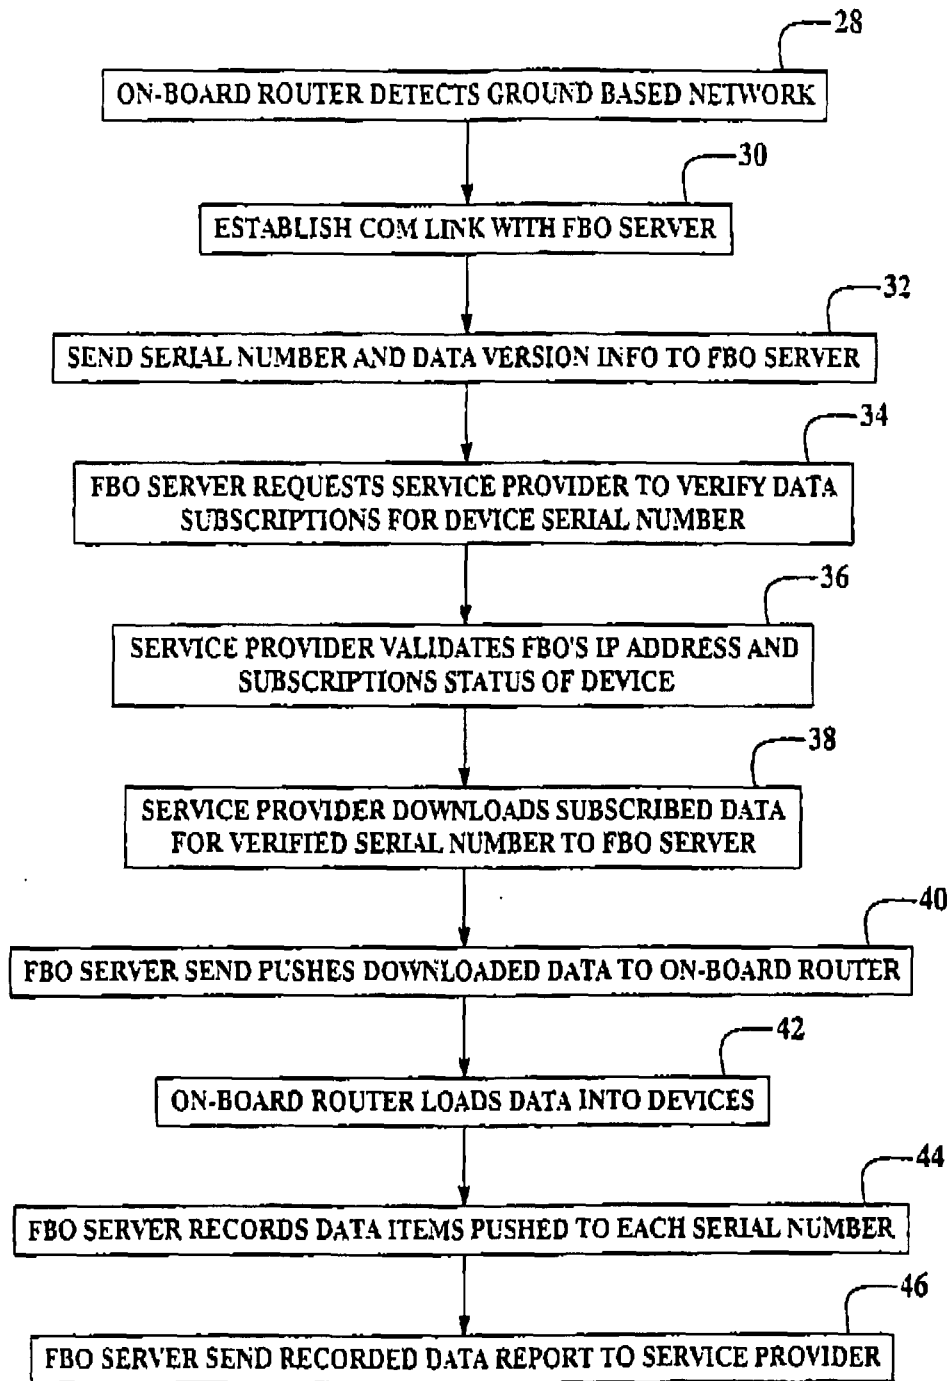 28
ON-BOARD ROUTER DETECTS GROUND BASED NETWORK
30
ESTABLISH COM LINK WITH FBO SERVER
32
SEND SERIAL NUMBER AND DATA VERSION INFO TO FBO SERVER
34
FBO SERVER REQUESTS SERVICE PROVIDER TO VERIFY DATA
SUBSCRIPTIONS FOR DEVICE SERIAL NUMBER
36
SERVICE PROVIDER VALIDATES FBO'S IP ADDRESS AND
SUBSCRIPTIONS STATUS OF DEVICE
38
SERVICE PROVIDER DOWNLOADS SUBSCRIBED DATA
FOR VERIFIED SERIAL NUMBER TO FBO SERVER
40
FBO SERVER SEND PUSHES DOWNLOADED DATA TO ON-BOARD ROUTER
42
ON-BOARD ROUTER LOADS DATA INTO DEVICES
44
FBO SERVER RECORDS DATA ITEMS PUSHED TO EACH SERIAL NUMBER
46
FBO SERVER SEND RECORDED DATA REPORT TO SERVICE PROVIDER